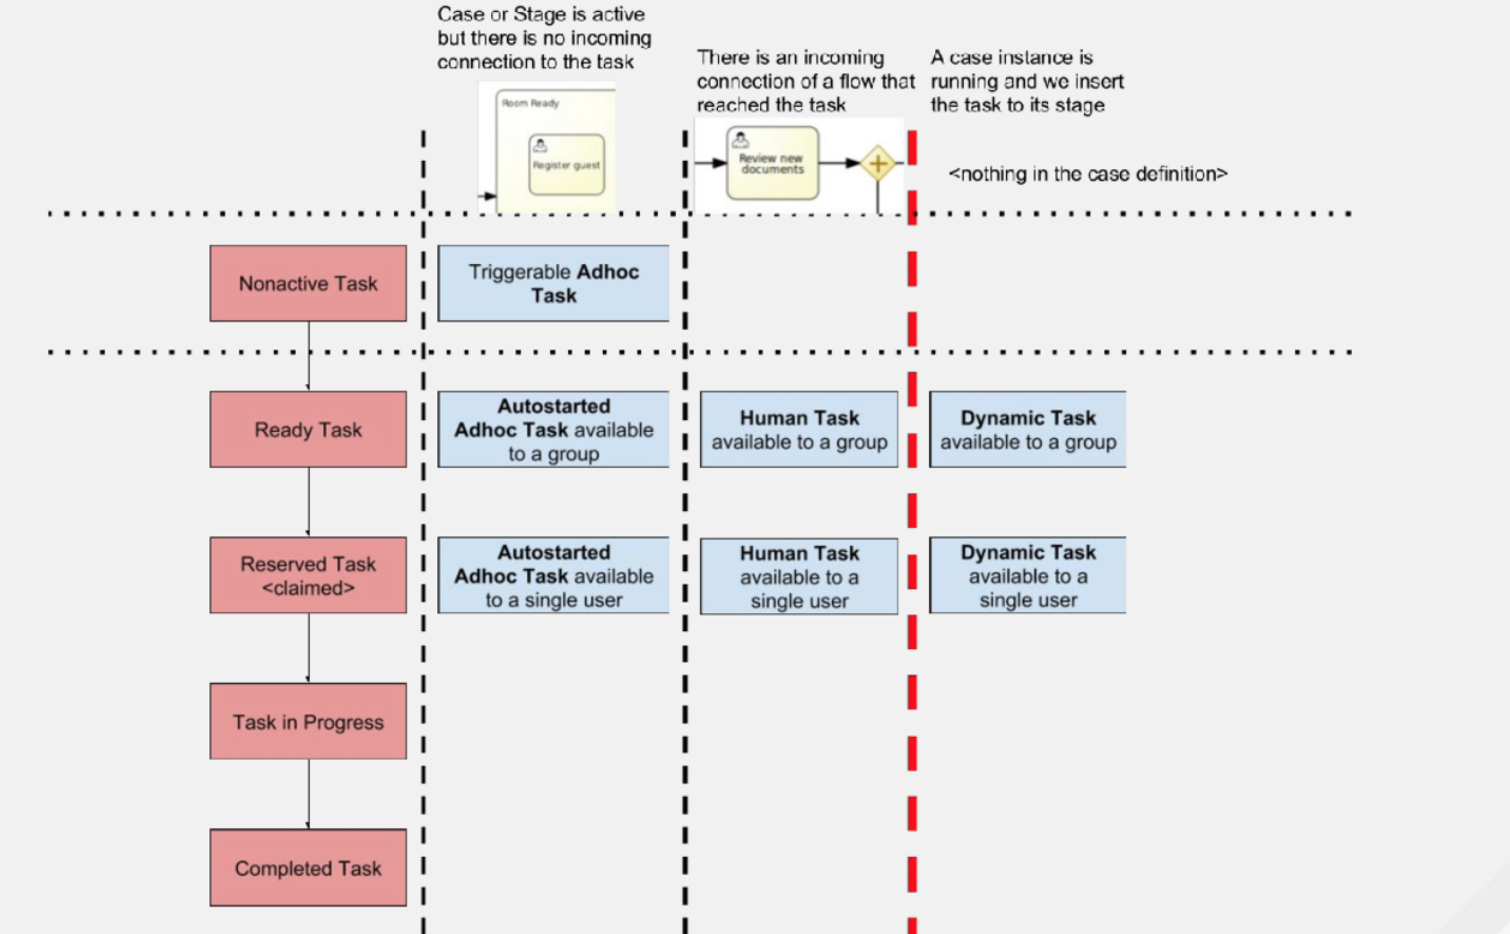 Case or Stage is active
but there is no incoming
connection to the task
There is an incoming
connection of a flow that
reached the task
A case instance is
running and we insert
the task to its stage
Room Ready
Register guest
Review new
documents
<nothing in the case definition>
Nonactive Task
Triggerable Adhoc
Task
Ready Task
Autostarted
Adhoc Task available
to a group
Human Task
available to a group
Dynamic Task
available to a group
Reserved Task
<claimed>
Autostarted
Adhoc Task available
to a single user
Human Task
available to a
single user
Dynamic Task
available to a
single user
Task in Progress
Completed Task